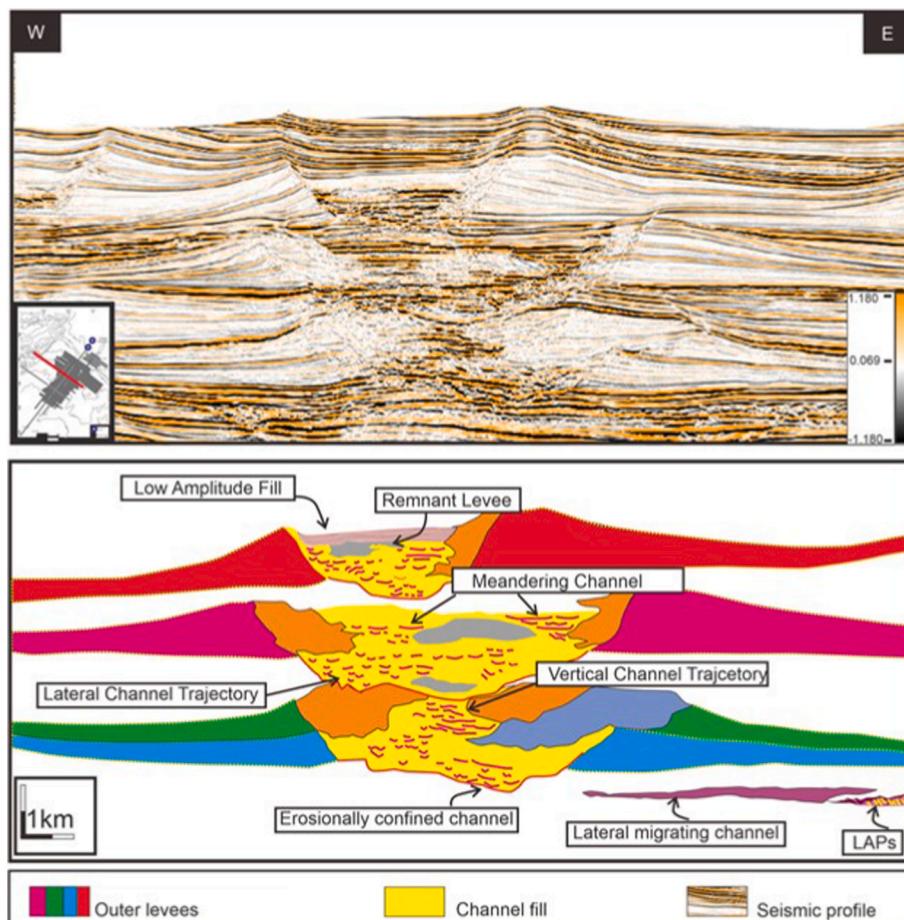 W
E
1.180
0.069
-1.180
Low Amplitude Fill
Remnant Levee
Meandering Channel
Lateral Channel Trajectory
Vertical Channel Trajcetory
Erosionally confined channel
Lateral migrating channel
LAPs
1km
Outer levees
Channel fill
Seismic profile